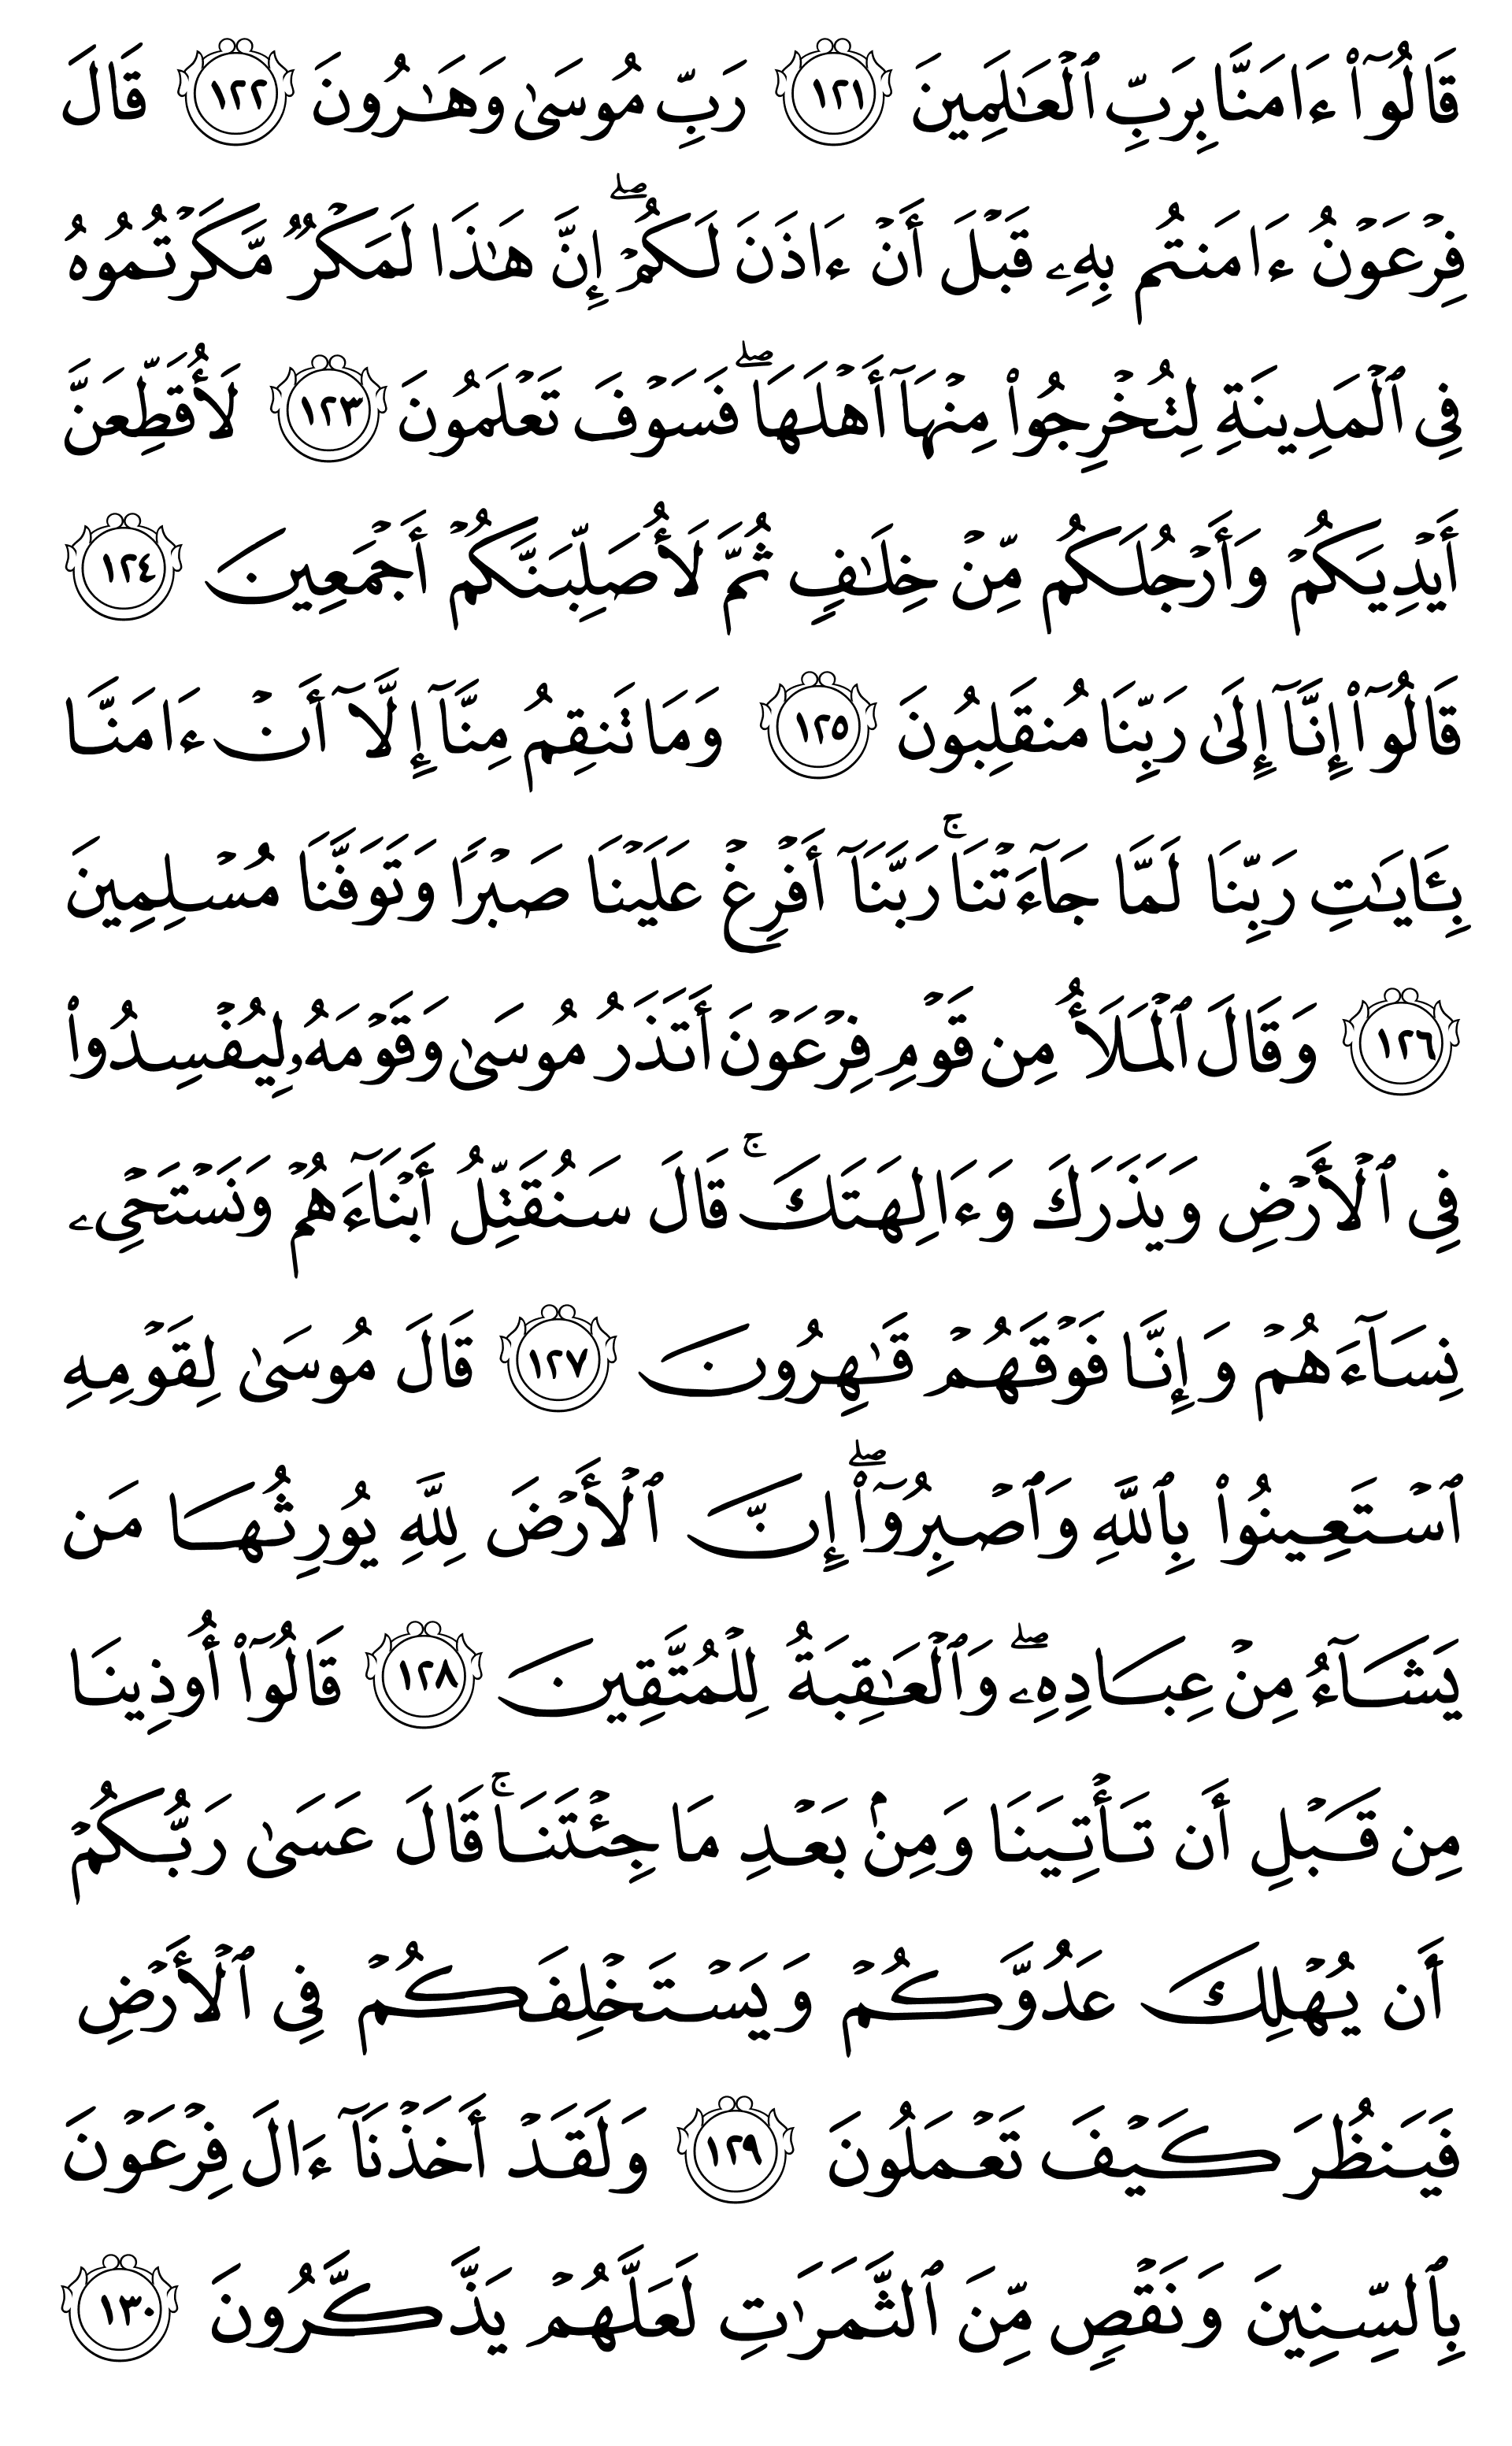 قَالُوٓا۟ ءَامَنَّا بِرَبِّ ٱلْعَـٰلَمِينَ ١٢١ رَبِّ مُوسَىٰ وَهَـٰرُونَ ١٢٢ قَالَ
فِرْعَوْنُ ءَامَنتُم بِهِۦ قَبْلَ أَنْ ءَاذَنَ لَكُمْ ۖ إِنَّ هَـٰذَا لَمَكْرٌ مَّكَرْتُمُوهُ
فِى ٱلْمَدِينَةِ لِتُخْرِجُوا۟ مِنْهَآ أَهْلَهَا ۖ فَسَوْفَ تَعْلَمُونَ ١٢٣ لَأُقَطِّعَنَّ
أَيْدِيَكُمْ وَأَرْجُلَكُم مِّنْ خِلَـٰفٍ ثُمَّ لَأُصَلِّبَنَّكُمْ أَجْمَعِينَ ١٢٤
قَالُوٓا۟ إِنَّآ إِلَىٰ رَبِّنَا مُنقَلِبُونَ ١٢٥ وَمَا تَنقِمُ مِنَّآ إِلَّآ أَنْ ءَامَنَّا
بِـَٔايَـٰتِ رَبِّنَا لَمَّا جَآءَتْنَا ۚ رَبَّنَآ أَفْرِغْ عَلَيْنَا صَبْرًا وَتَوَفَّنَا مُسْلِمِينَ
١٢٦ وَقَالَ ٱلْمَلَأُ مِن قَوْمِ فِرْعَوْنَ أَتَذَرُ مُوسَىٰ وَقَوْمَهُۥ لِيُفْسِدُوا۟
فِى ٱلْأَرْضِ وَيَذَرَكَ وَءَالِهَتَكَ ۚ قَالَ سَنُقَتِّلُ أَبْنَآءَهُمْ وَنَسْتَحْىِۦ
نِسَآءَهُمْ وَإِنَّا فَوْقَهُمْ قَـٰهِرُونَ ١٢٧ قَالَ مُوسَىٰ لِقَوْمِهِ
ٱسْتَعِينُوا۟ بِٱللَّهِ وَٱصْبِرُوٓا۟ ۖ إِنَّ ٱلْأَرْضَ لِلَّهِ يُورِثُهَا مَن
يَشَآءُ مِنْ عِبَادِهِۦ ۖ وَٱلْعَـٰقِبَةُ لِلْمُتَّقِينَ ١٢٨ قَالُوٓا۟ أُوذِينَا
مِن قَبْلِ أَن تَأْتِيَنَا وَمِنۢ بَعْدِ مَا جِئْتَنَا ۚ قَالَ عَسَىٰ رَبُّكُمْ
أَن يُهْلِكَ عَدُوَّكُمْ وَيَسْتَخْلِفَكُمْ فِى ٱلْأَرْضِ
فَيَنظُرَ كَيْفَ تَعْمَلُونَ ١٢٩ وَلَقَدْ أَخَذْنَآ ءَالَ فِرْعَوْنَ
بِٱلسِّنِينَ وَنَقْصٍ مِّنَ ٱلثَّمَرَٰتِ لَعَلَّهُمْ يَذَّكَّرُونَ ١٣٠